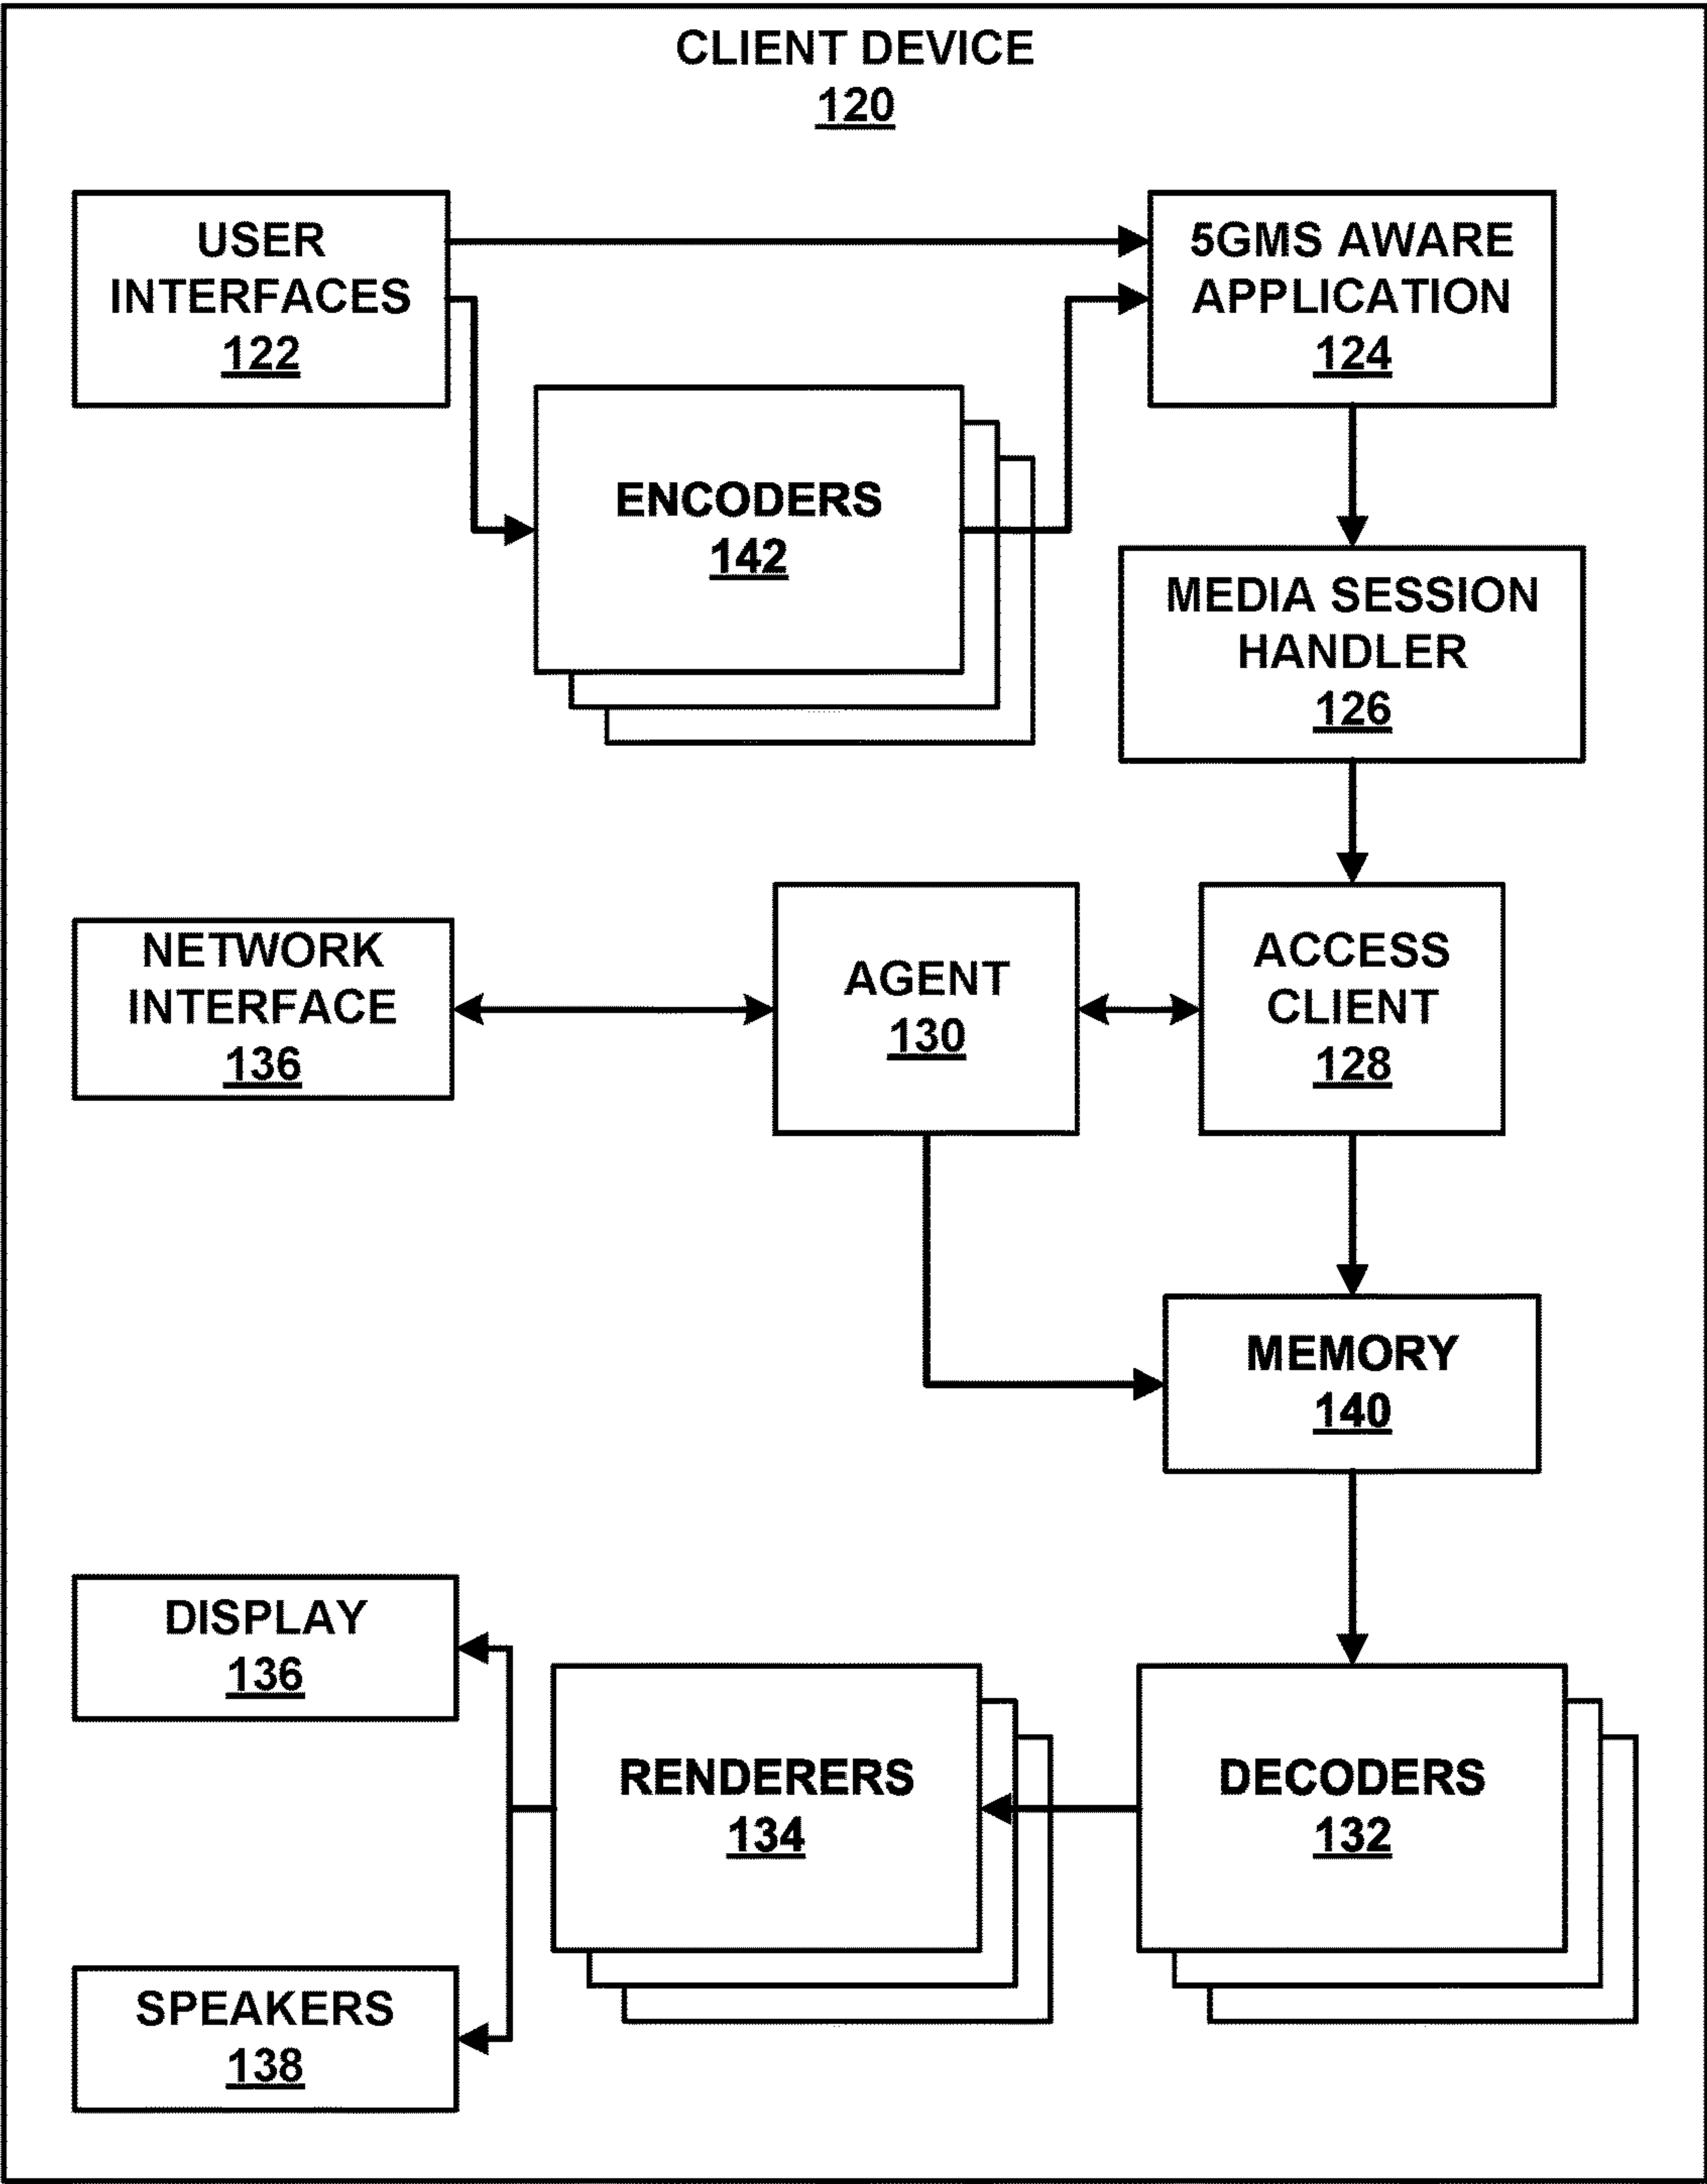 CLIENT DEVICE
120
USER
INTERFACES
122
5GMS AWARE
APPLICATION
124
ENCODERS
142
MEDIA SESSION
HANDLER
126
NETWORK
INTERFACE
136
AGENT
130
ACCESS
CLIENT
128
MEMORY
140
DISPLAY
136
RENDERERS
134
DECODERS
132
SPEAKERS
138